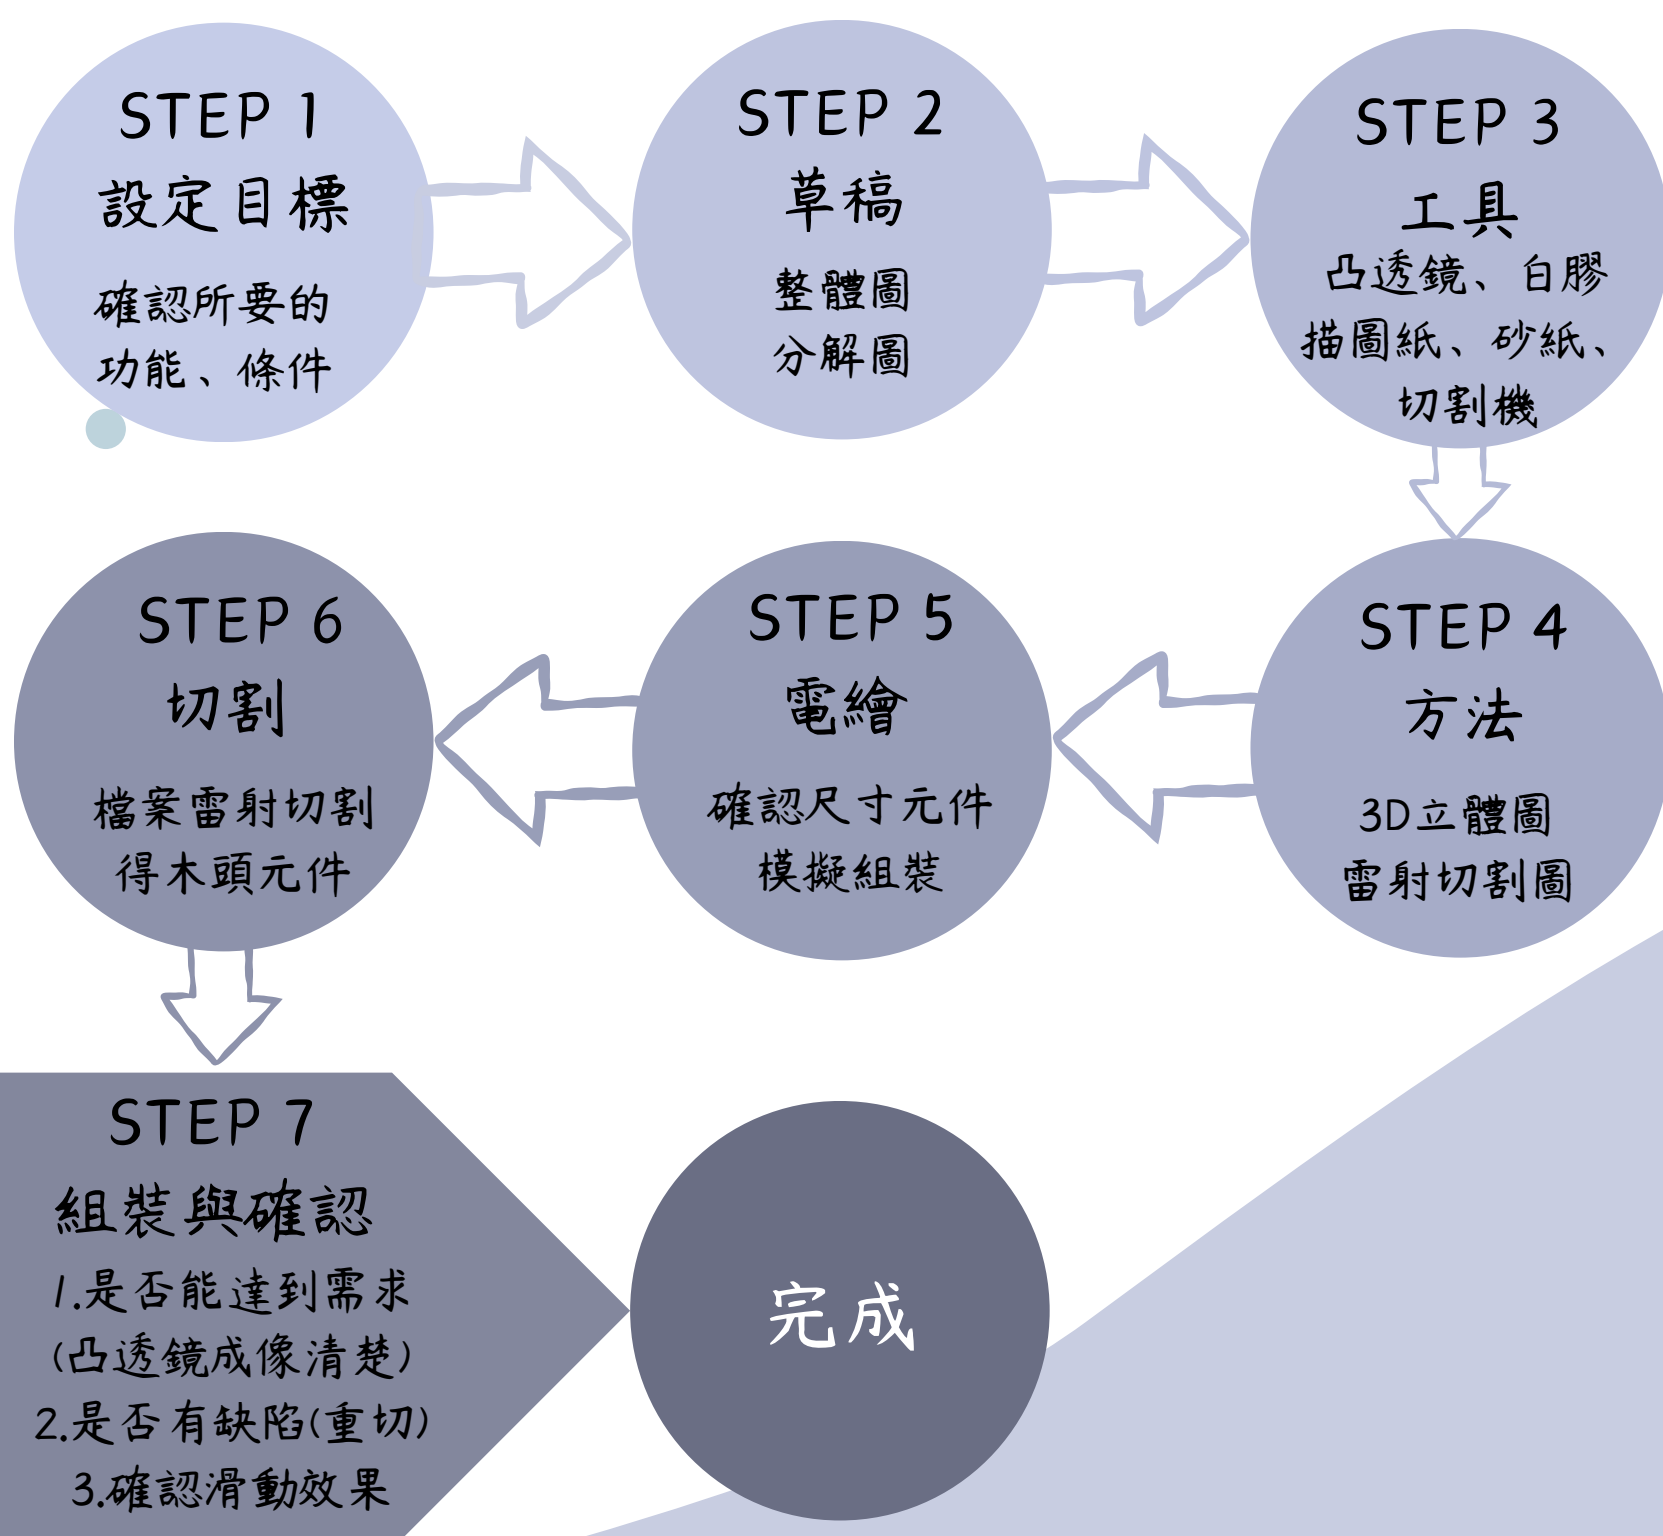 STEP 1
設定目標
確認所要的
功能、條件
STEP 2
草稿
整體圖
分解圖
STEP 3
工具
凸透鏡、白膠
描圖紙、砂紙、
切割機
STEP 4
方法
3D立體圖
雷射切割圖
STEP 5
電繪
確認尺寸元件
模擬組裝
STEP 6
切割
檔案雷射切割
得木頭元件
STEP 7
組裝與確認
1.是否能達到需求
(凸透鏡成像清楚)
2.是否有缺陷(重切)
3.確認滑動效果
完成